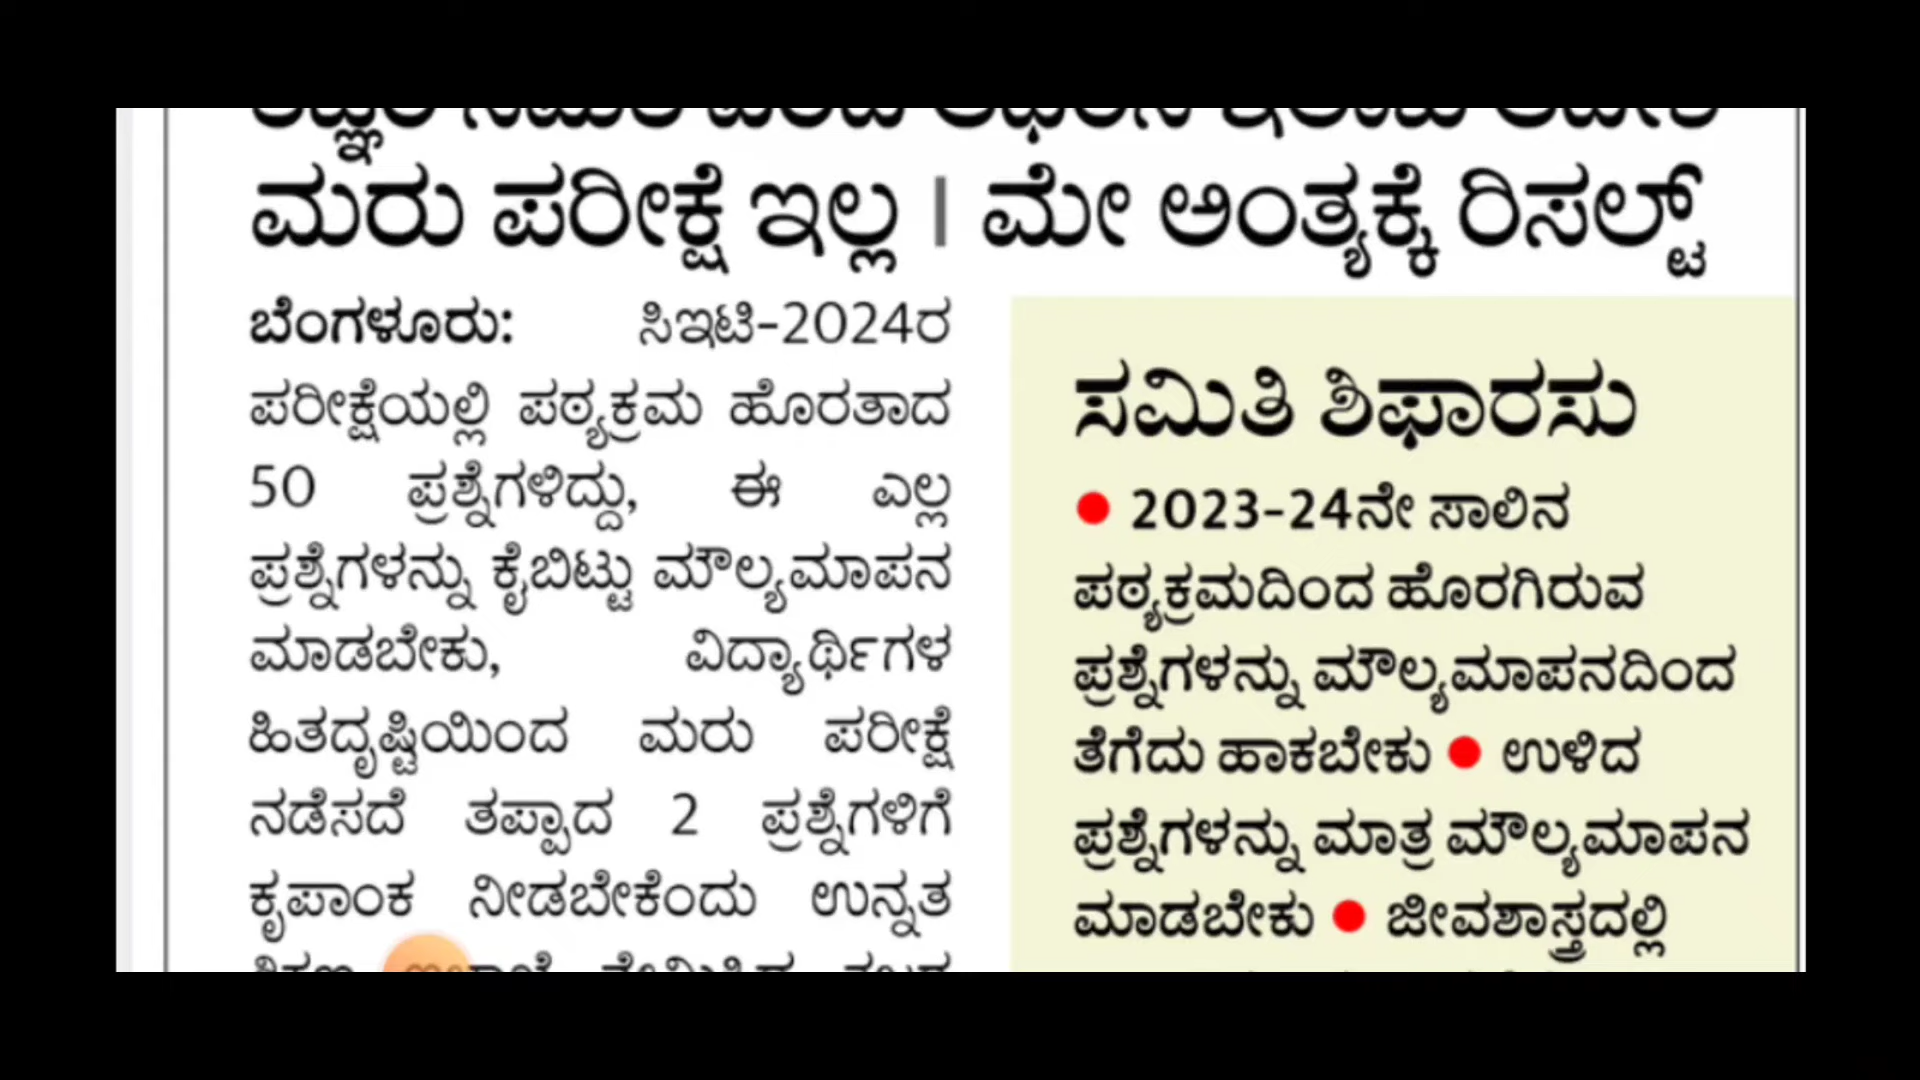 ಮರು ಪರೀಕ್ಷೆ ಇಲ್ಲ | ಮೇ ಅಂತ್ಯಕ್ಕೆ ರಿಸಲ್ಟ್
ಬೆಂಗಳೂರು: ಸಿಇಟಿ-2024ರ
ಪರೀಕ್ಷೆಯಲ್ಲಿ ಪಠ್ಯಕ್ರಮ ಹೊರತಾದ
50 ಪ್ರಶ್ನೆಗಳಿದ್ದು, ಈ ಎಲ್ಲ
ಪ್ರಶ್ನೆಗಳನ್ನು ಕೈಬಿಟ್ಟು ಮೌಲ್ಯಮಾಪನ
ಮಾಡಬೇಕು, ವಿದ್ಯಾರ್ಥಿಗಳ
ಹಿತದೃಷ್ಟಿಯಿಂದ ಮರು ಪರೀಕ್ಷೆ
ನಡೆಸದೆ ತಪ್ಪಾದ 2 ಪ್ರಶ್ನೆಗಳಿಗೆ
ಕೃಪಾಂಕ ನೀಡಬೇಕೆಂದು ಉನ್ನತ
ಸಮಿತಿ ಶಿಫಾರಸು
● 2023-24ನೇ ಸಾಲಿನ
ಪಠ್ಯಕ್ರಮದಿಂದ ಹೊರಗಿರುವ
ಪ್ರಶ್ನೆಗಳನ್ನು ಮೌಲ್ಯಮಾಪನದಿಂದ
ತೆಗೆದು ಹಾಕಬೇಕು ● ಉಳಿದ
ಪ್ರಶ್ನೆಗಳನ್ನು ಮಾತ್ರ ಮೌಲ್ಯಮಾಪನ
ಮಾಡಬೇಕು ● ಜೀವಶಾಸ್ತ್ರದಲ್ಲಿ